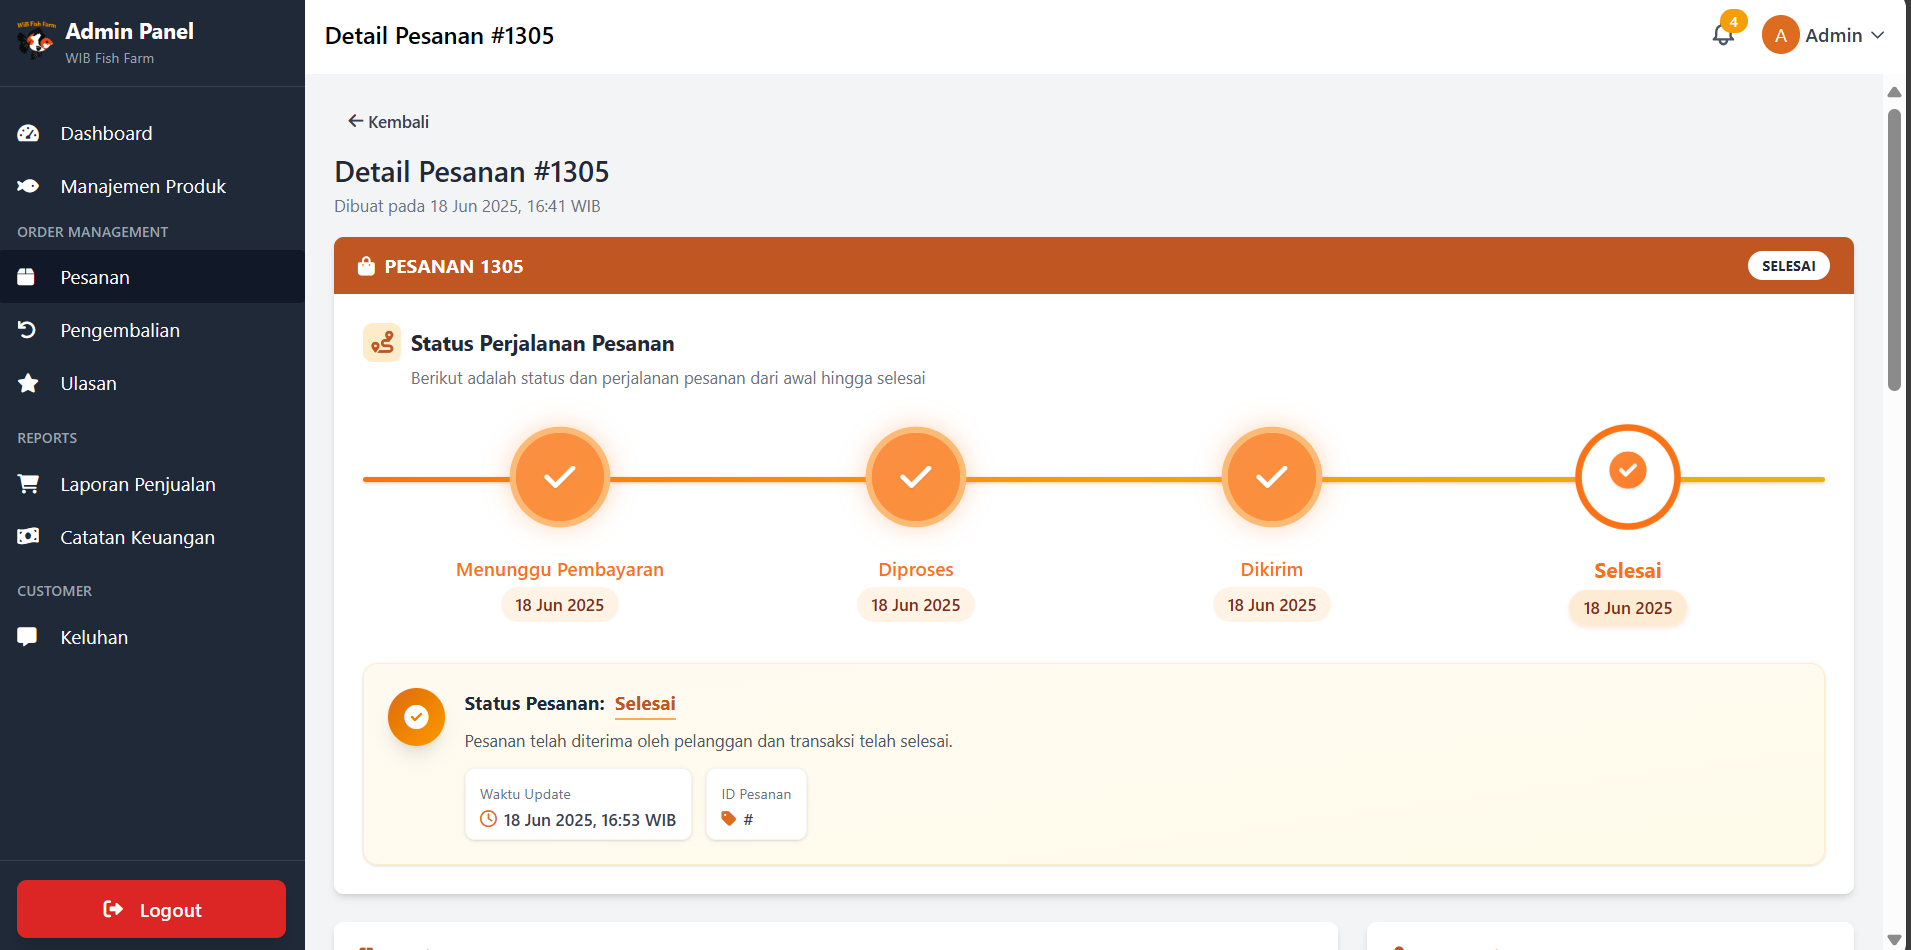 WIB Fish Farm
Admin Panel
WIB Fish Farm
Dashboard
Manajemen Produk
ORDER MANAGEMENT
Pesanan
Pengembalian
Ulasan
REPORTS
Laporan Penjualan
Catatan Keuangan
CUSTOMER
Keluhan
Logout
Detail Pesanan #1305
4
A Admin
Kembali
Detail Pesanan #1305
Dibuat pada 18 Jun 2025, 16:41 WIB
PESANAN 1305 SELESAI
Status Perjalanan Pesanan
Berikut adalah status dan perjalanan pesanan dari awal hingga selesai
Menunggu Pembayaran Diproses Dikirim Selesai
18 Jun 2025 18 Jun 2025 18 Jun 2025 18 Jun 2025
Status Pesanan: Selesai
Pesanan telah diterima oleh pelanggan dan transaksi telah selesai.
Waktu Update ID Pesanan
18 Jun 2025, 16:53 WIB #